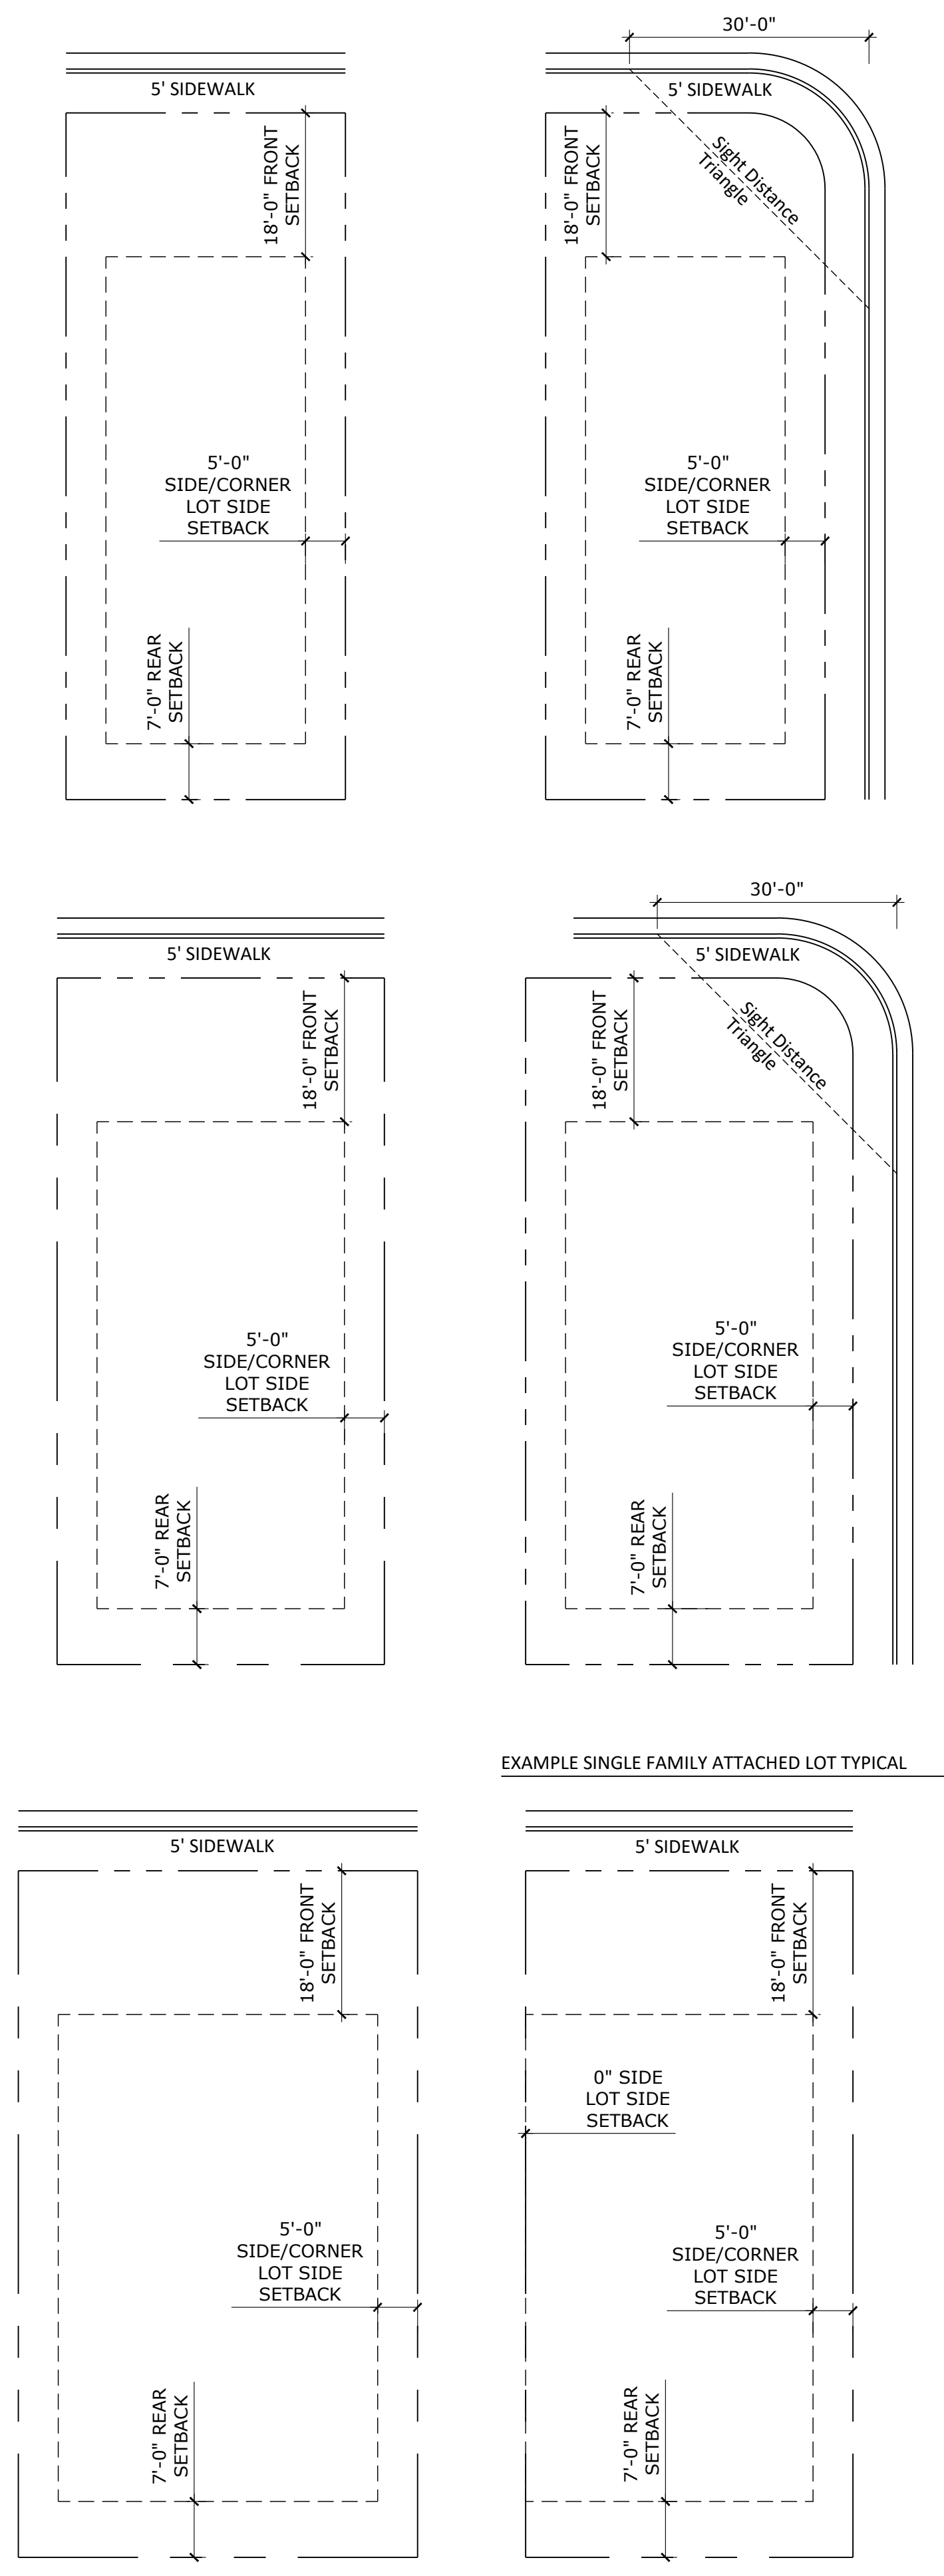 5' SIDEWALK
18'-0" FRONT
SETBACK
5'-0"
SIDE/CORNER
LOT SIDE
SETBACK
7'-0" REAR
SETBACK
30'-0"
5' SIDEWALK
18'-0" FRONT
SETBACK
Sight Distance
Triangle
5'-0"
SIDE/CORNER
LOT SIDE
SETBACK
7'-0" REAR
SETBACK
5' SIDEWALK
18'-0" FRONT
SETBACK
5'-0"
SIDE/CORNER
LOT SIDE
SETBACK
7'-0" REAR
SETBACK
30'-0"
5' SIDEWALK
18'-0" FRONT
SETBACK
Sight Distance
Triangle
5'-0"
SIDE/CORNER
LOT SIDE
SETBACK
7'-0" REAR
SETBACK
5' SIDEWALK
18'-0" FRONT
SETBACK
5'-0"
SIDE/CORNER
LOT SIDE
SETBACK
7'-0" REAR
SETBACK
EXAMPLE SINGLE FAMILY ATTACHED LOT TYPICAL
5' SIDEWALK
18'-0" FRONT
SETBACK
0" SIDE
LOT SIDE
SETBACK
5'-0"
SIDE/CORNER
LOT SIDE
SETBACK
7'-0" REAR
SETBACK